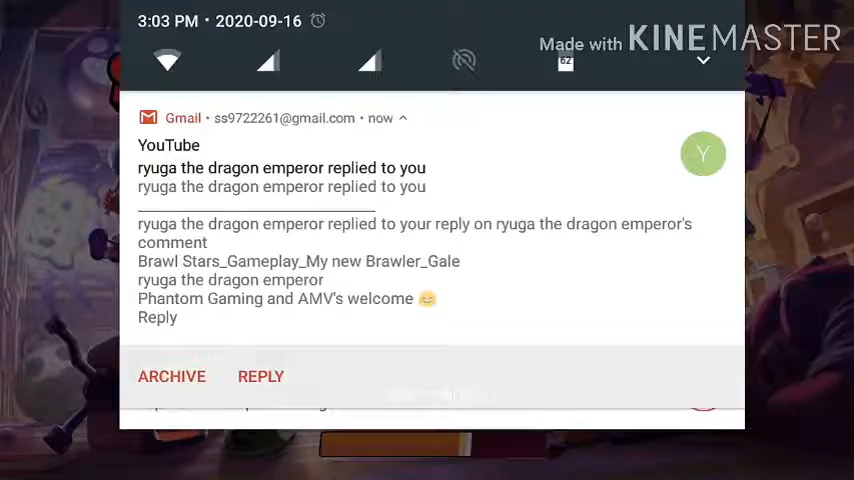 3:03 PM • 2020-09-16
Made with KINEMASTER
62
Gmail • ss9722261@gmail.com • now
YouTube
Y
ryuga the dragon emperor replied to you
ryuga the dragon emperor replied to you
ryuga the dragon emperor replied to your reply on ryuga the dragon emperor's
comment
Brawl Stars_Gameplay_My new Brawler_Gale
ryuga the dragon emperor
Phantom Gaming and AMV's welcome 😊
Reply
ARCHIVE REPLY